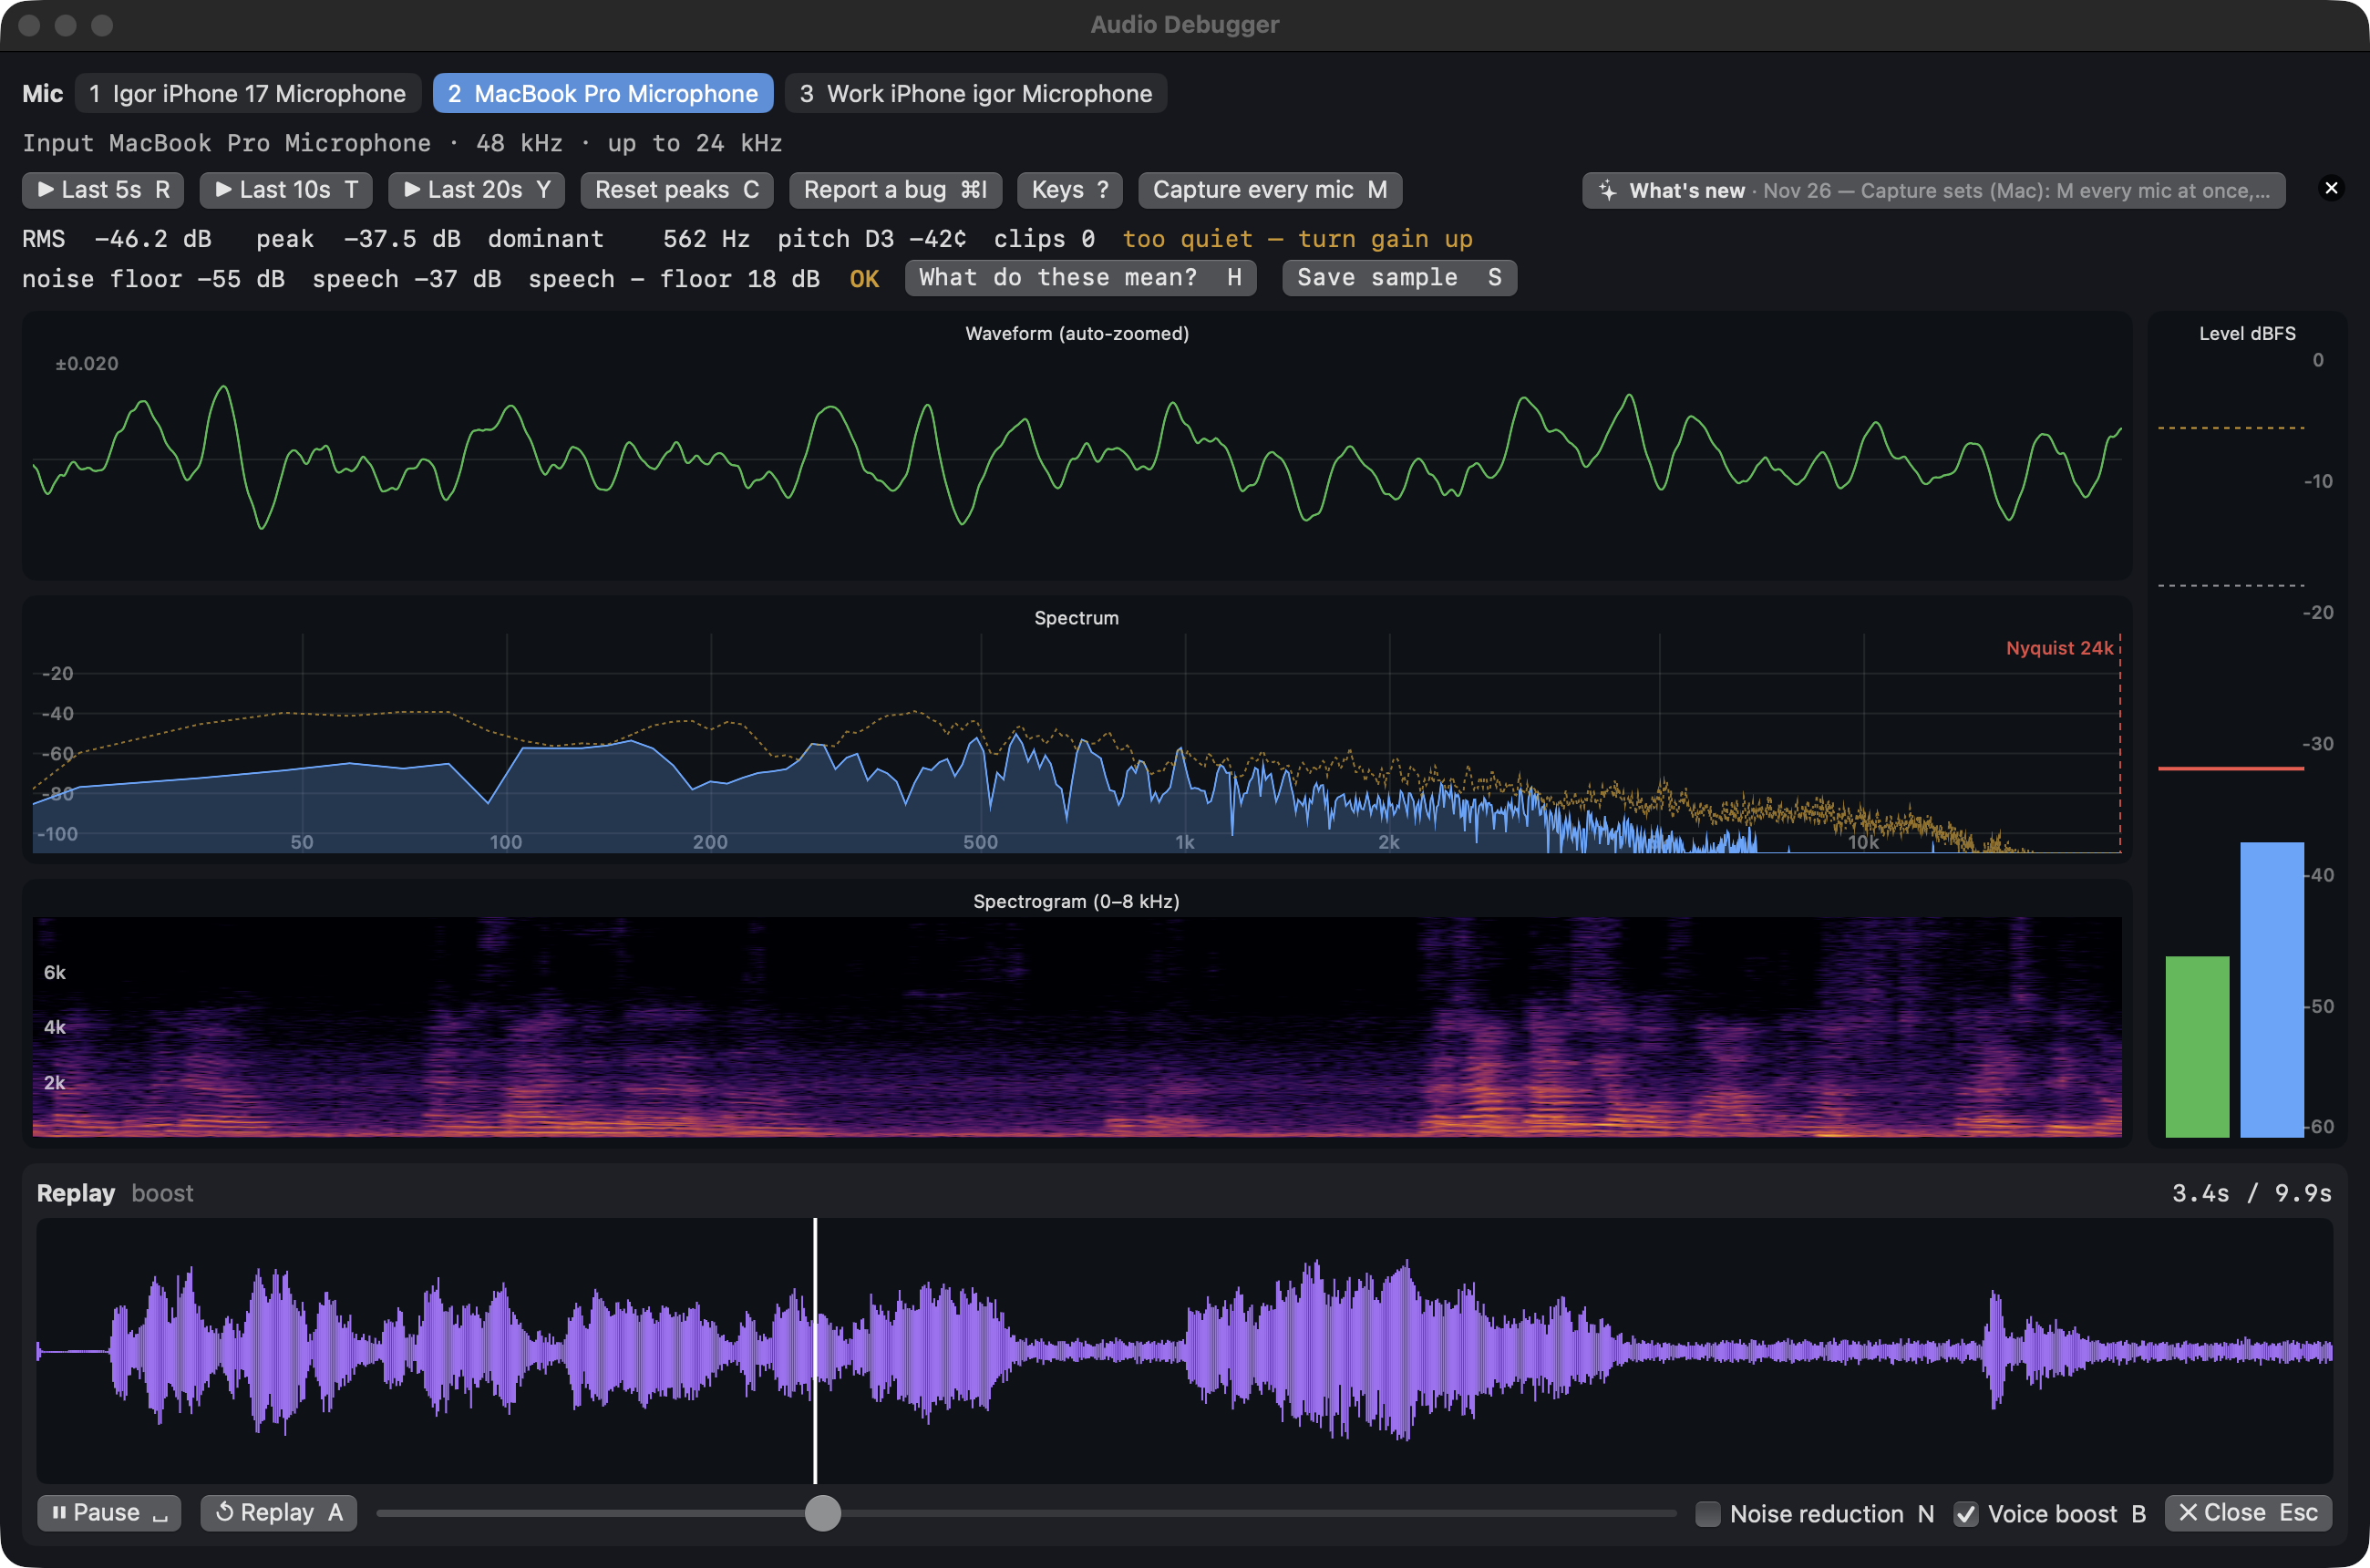 Audio Debugger
Mic 1 Igor iPhone 17 Microphone 2 MacBook Pro Microphone 3 Work iPhone igor Microphone
Input MacBook Pro Microphone · 48 kHz · up to 24 kHz
Last 5s R Last 10s T Last 20s Y Reset peaks C Report a bug ⌘I Keys ? Capture every mic M What's new · Nov 26 — Capture sets (Mac): M every mic at once,...
RMS −46.2 dB peak −37.5 dB dominant 562 Hz pitch D3 −42¢ clips 0 too quiet — turn gain up
noise floor −55 dB speech −37 dB speech − floor 18 dB OK What do these mean? H Save sample S
Waveform (auto-zoomed)
±0.020
Spectrum
Nyquist 24k
-20
-40
-60
-80
-100
50 100 200 500 1k 2k 10k
Spectrogram (0–8 kHz)
6k
4k
2k
Level dBFS
0
-10
-20
-30
-40
-50
-60
Replay boost 3.4s / 9.9s
Pause ⎵ Replay A Noise reduction N Voice boost B Close Esc